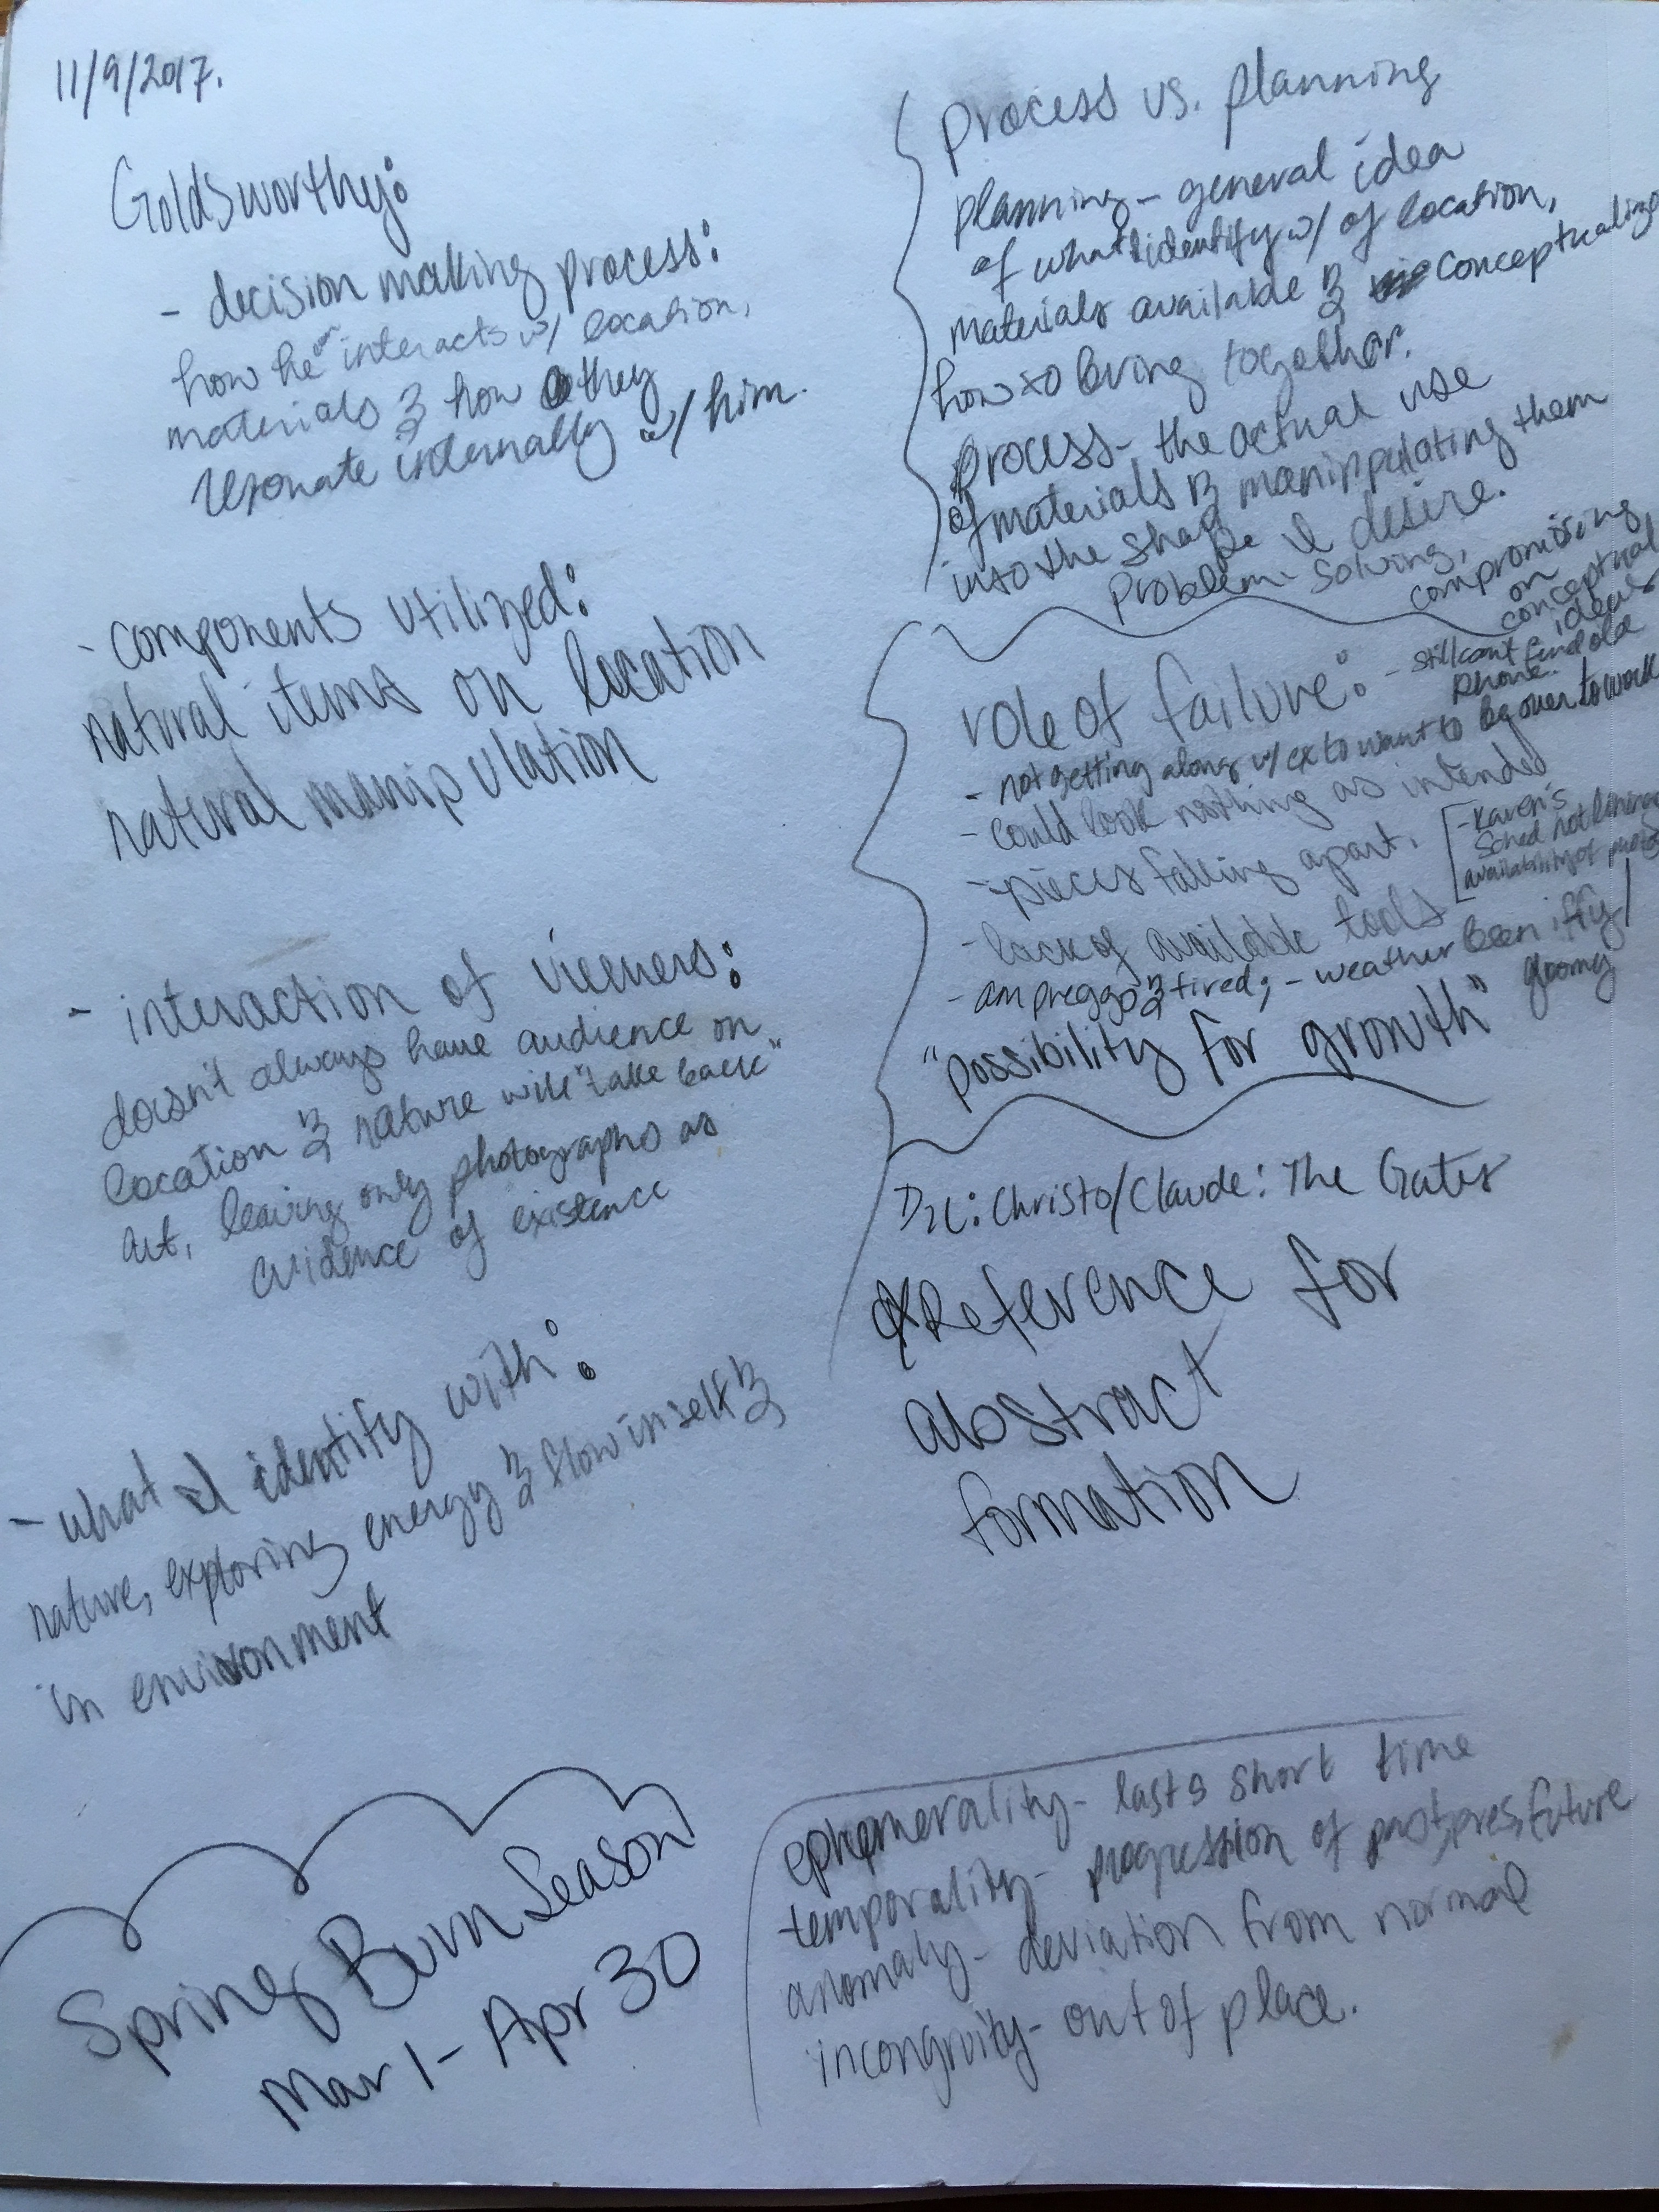 11/9/2017.
Goldsworthy:
- decision making process:
how he interacts w/ location,
materials & how they
resonate internally w/ him.
- components utilized:
natural items on location
natural manipulation
- interaction of viewers:
doesn't always have audience on
location & nature will "take back"
art, leaving only photographs as
evidence of existence
- what I identify with:
nature, exploring energy & flow in self &
in environment
Spring Burn Season
Mar 1 - Apr 30
process vs. planning
planning - general idea
of what I identify w/ of location,
materials available & conceptualize
how to bring together.
process - the actual use
of materials & manippulating them
into the shape I desire.
problem-solving,
compromising
on
conceptual
ideas
role of failure:
- still can't find old
phone.
- not getting along w/ ex to want to go over to work
- could look nothing as intended
- pieces falling apart.
- Karen's
sched not
availability of
- lack of available tools
- am preggo & tired; - weather been iffy/
gloomy
"possibility for growth"
Christo/Claude: The Gates
Reference for
abstract
formation
ephemerality - lasts short time
temporality - progression of past, pres, future
anomaly - deviation from normal
incongruity - out of place.